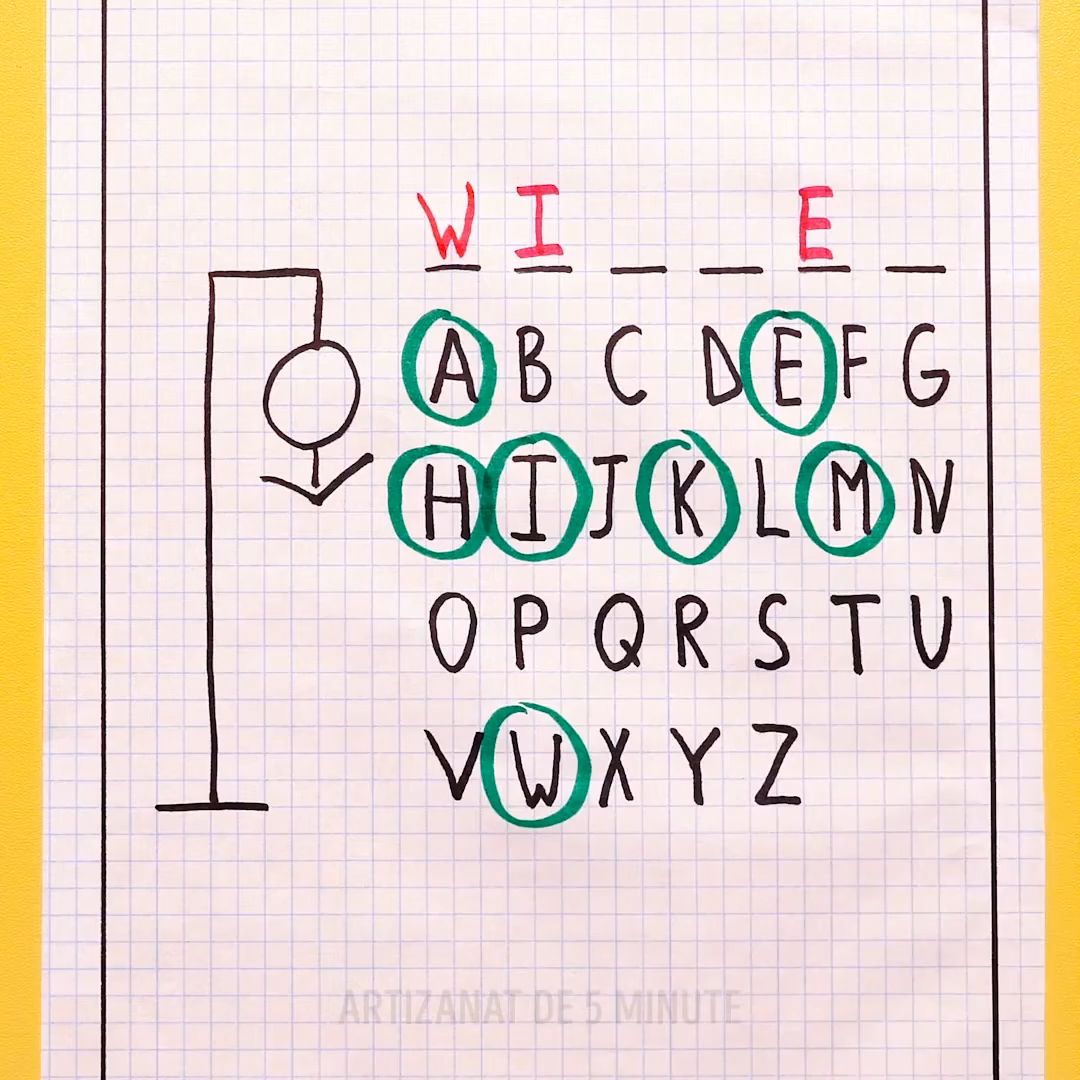 W I _ _ E _
A B C D E F G
H I J K L M N
O P Q R S T U
V W X Y Z
ARTIZANAT DE 5 MINUTE